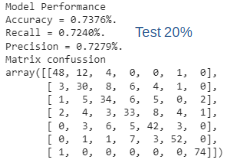 Model Performance
Accuracy = 0.7376%.
Recall = 0.7240%.
Test 20%
Precision = 0.7279%.
Matrix confussion
array([[48, 12, 4, 0, 0, 1, 0],
[ 3, 30, 8, 6, 4, 1, 0],
[ 1, 5, 34, 6, 5, 0, 2],
[ 2, 4, 3, 33, 8, 4, 1],
[ 0, 3, 6, 5, 42, 3, 0],
[ 0, 1, 1, 7, 3, 52, 0],
[ 1, 0, 0, 0, 0, 0, 74]])